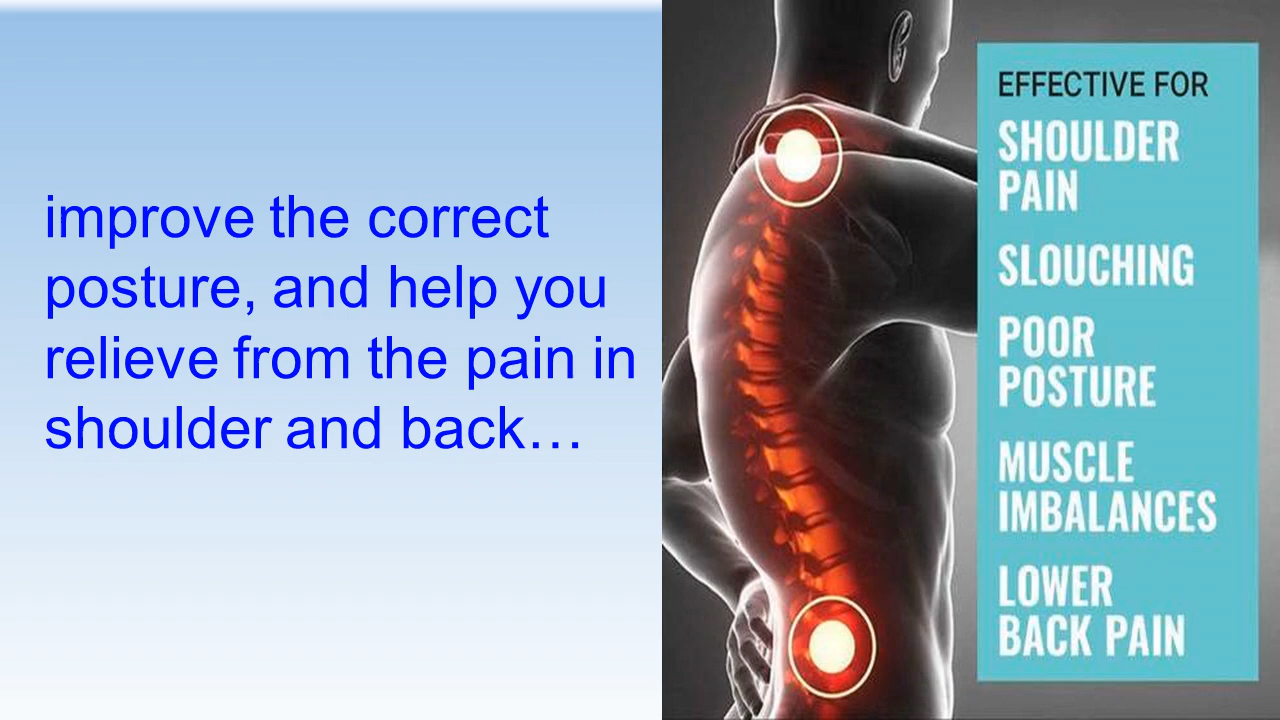 improve the correct
posture, and help you
relieve from the pain in
shoulder and back…
EFFECTIVE FOR
SHOULDER
PAIN
SLOUCHING
POOR
POSTURE
MUSCLE
IMBALANCES
LOWER
BACK PAIN